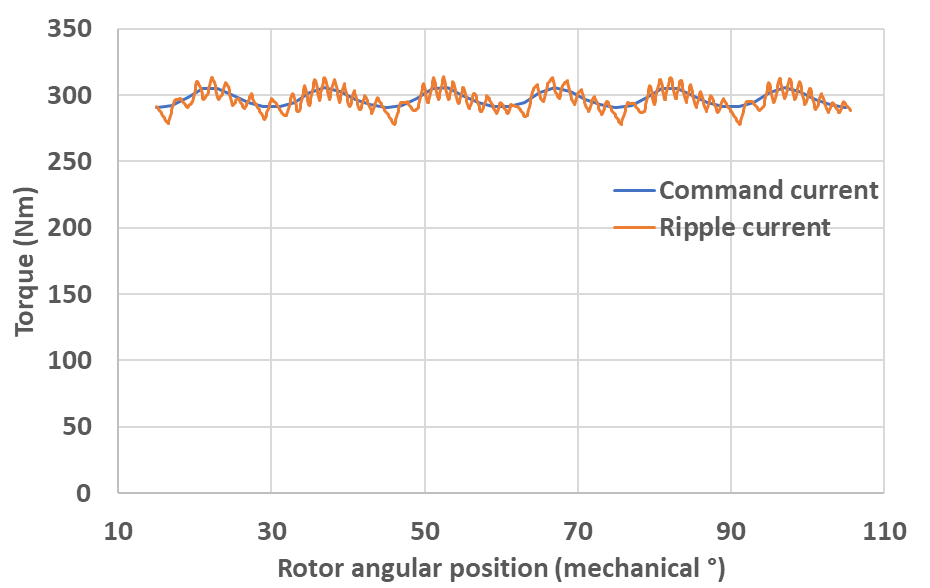 350
300
250
200
150
100
50
0
Torque (Nm)
Command current
Ripple current
10 30 50 70 90 110
Rotor angular position (mechanical °)